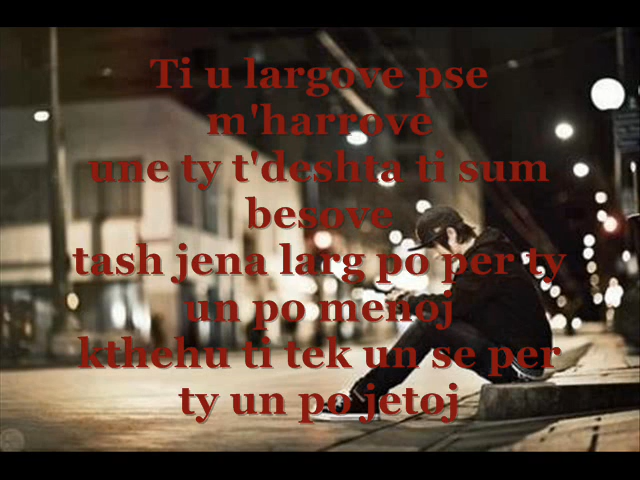 Ti u largove pse
m'harrove
une ty t'deshta ti sum
besove
tash jena larg po per ty
un po menoj
kthehu ti tek un se per
ty un po jetoj